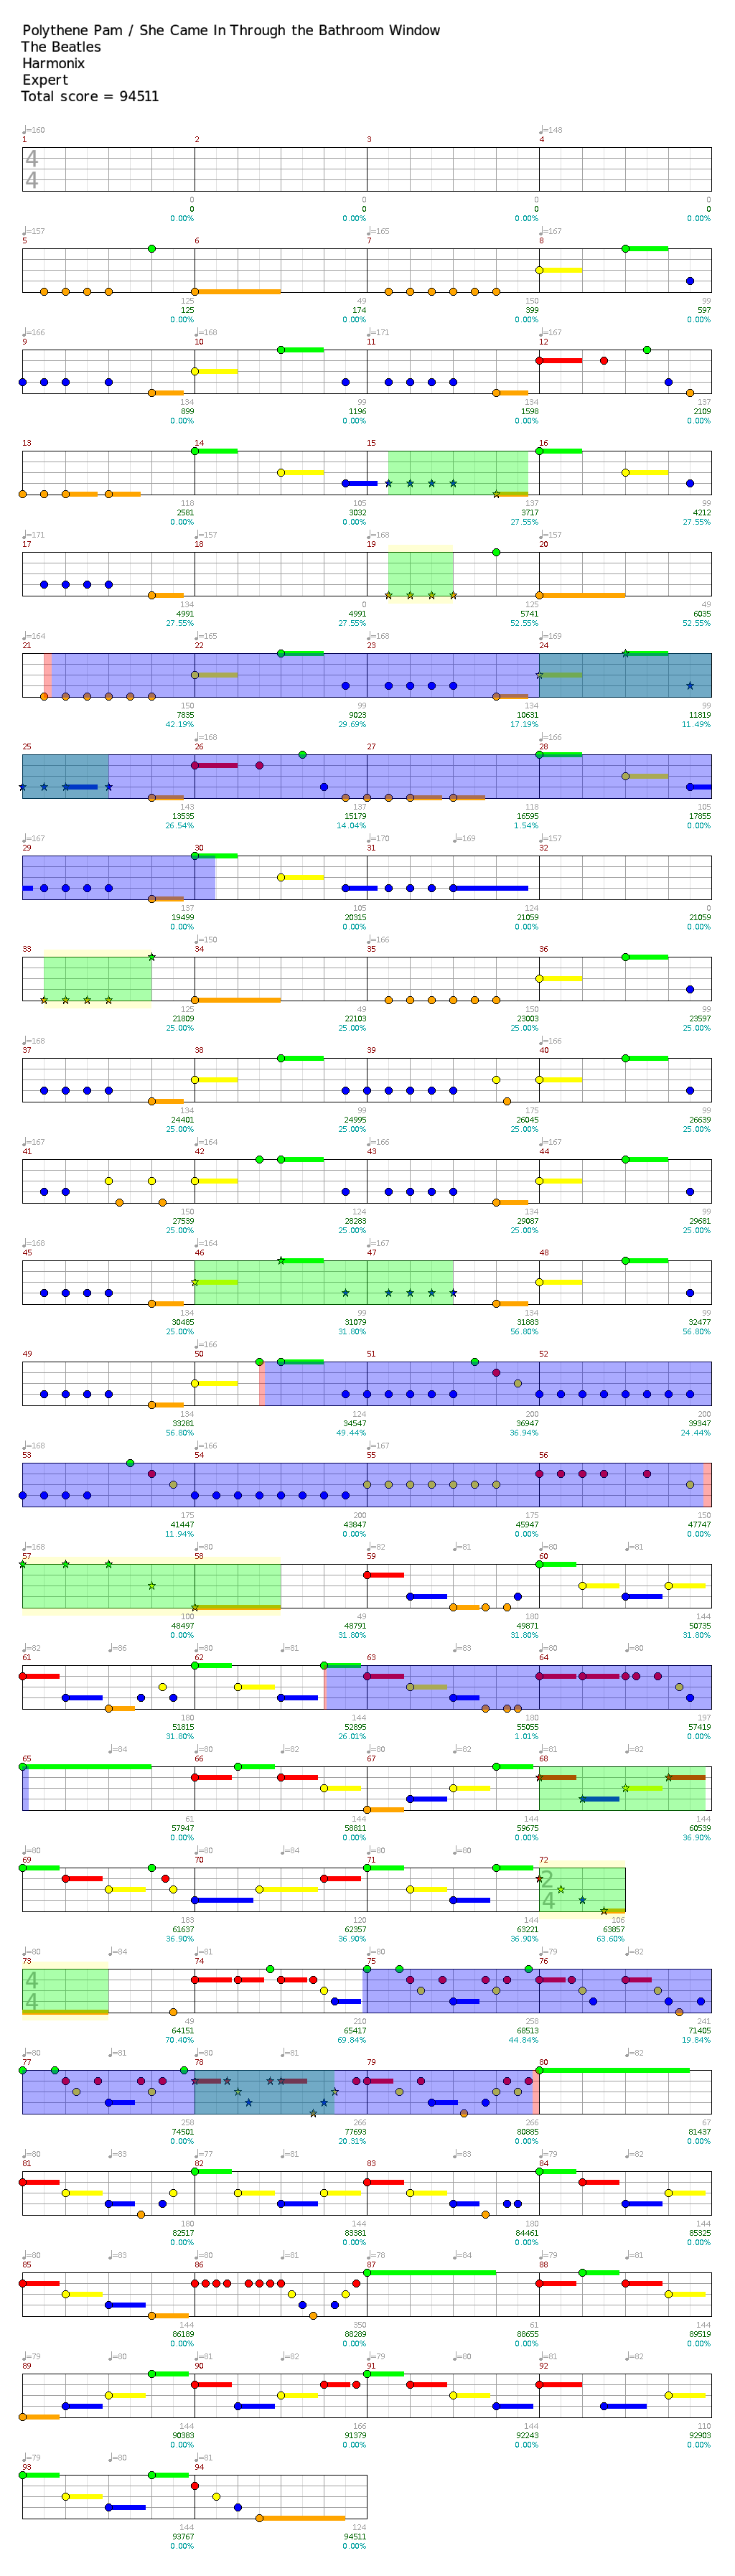 Polythene Pam / She Came In Through the Bathroom Window
The Beatles
Harmonix
Expert
Total score = 94511
♩=160 ♩=148
1 2 3 4
4
4
0 0 0 0
0 0 0 0
0.00% 0.00% 0.00% 0.00%
♩=157 ♩=165 ♩=167
5 6 7 8
125 49 150 99
125 174 399 597
0.00% 0.00% 0.00% 0.00%
♩=166 ♩=168 ♩=171 ♩=167
9 10 11 12
134 99 134 137
899 1196 1598 2109
0.00% 0.00% 0.00% 0.00%
13 14 15 16
118 105 137 99
2581 3032 3717 4212
0.00% 0.00% 27.55% 27.55%
♩=171 ♩=157 ♩=168 ♩=157
17 18 19 20
134 0 125 49
4991 4991 5741 6035
27.55% 27.55% 52.55% 52.55%
♩=164 ♩=165 ♩=168 ♩=169
21 22 23 24
150 99 134 99
7835 9023 10631 11819
42.19% 29.69% 17.19% 11.49%
♩=168 ♩=166
25 26 27 28
143 137 118 105
13535 15179 16595 17855
26.54% 14.04% 1.54% 0.00%
♩=167 ♩=170 ♩=169 ♩=157
29 30 31 32
137 105 124 0
19499 20315 21059 21059
0.00% 0.00% 0.00% 0.00%
♩=150 ♩=166
33 34 35 36
125 49 150 99
21809 22103 23003 23597
25.00% 25.00% 25.00% 25.00%
♩=168 ♩=166
37 38 39 40
134 99 175 99
24401 24995 26045 26639
25.00% 25.00% 25.00% 25.00%
♩=167 ♩=164 ♩=167
41 42 43 44
150 124 134 99
27539 28283 29087 29681
25.00% 25.00% 25.00% 25.00%
♩=168 ♩=164 ♩=167
45 46 47 48
134 99 134 99
30485 31079 31883 32477
25.00% 31.80% 56.80% 56.80%
♩=166
49 50 51 52
134 124 200 200
33281 34547 36947 39347
56.80% 49.44% 36.94% 24.44%
♩=168 ♩=166 ♩=167
53 54 55 56
175 200 175 150
41447 43847 45947 47747
11.94% 0.00% 0.00% 0.00%
♩=168 ♩=80 ♩=82 ♩=81 ♩=80 ♩=81
57 58 59 60
100 49 180 144
48497 48791 49871 50735
0.00% 31.80% 31.80% 31.80%
♩=82 ♩=86 ♩=80 ♩=81 ♩=83 ♩=80 ♩=80
61 62 63 64
180 144 180 197
51815 52895 55055 57419
31.80% 26.01% 1.01% 0.00%
♩=84 ♩=80 ♩=82 ♩=81 ♩=82
65 66 67 68
61 144 144 144
57947 58811 59675 60539
0.00% 0.00% 0.00% 36.90%
♩=80 ♩=80 ♩=84 ♩=80 ♩=80
69 70 71 72
2
4
183 120 144 106
61637 62357 63221 63857
36.90% 36.90% 36.90% 63.60%
♩=80 ♩=84 ♩=81 ♩=80 ♩=79 ♩=82
73 74 75 76
4
4
49 210 258 241
64151 65417 68513 71405
70.40% 69.84% 44.84% 19.84%
♩=80 ♩=81 ♩=80 ♩=81 ♩=79 ♩=81 ♩=82
77 78 79 80
258 266 266 67
74501 77693 80885 81437
0.00% 20.31% 0.00% 0.00%
♩=80 ♩=83 ♩=77 ♩=81 ♩=83 ♩=79 ♩=82
81 82 83 84
180 144 180 144
82517 83381 84461 85325
0.00% 0.00% 0.00% 0.00%
♩=80 ♩=83 ♩=80 ♩=81 ♩=78 ♩=84 ♩=80 ♩=81
85 86 87 88
144 350 61 144
86189 88289 88655 89519
0.00% 0.00% 0.00% 0.00%
♩=79 ♩=80 ♩=81 ♩=82 ♩=79 ♩=80 ♩=81 ♩=82
89 90 91 92
144 166 144 110
90383 91379 92243 92903
0.00% 0.00% 0.00% 0.00%
♩=79 ♩=80 ♩=81
93 94
144 124
93767 94511
0.00% 0.00%